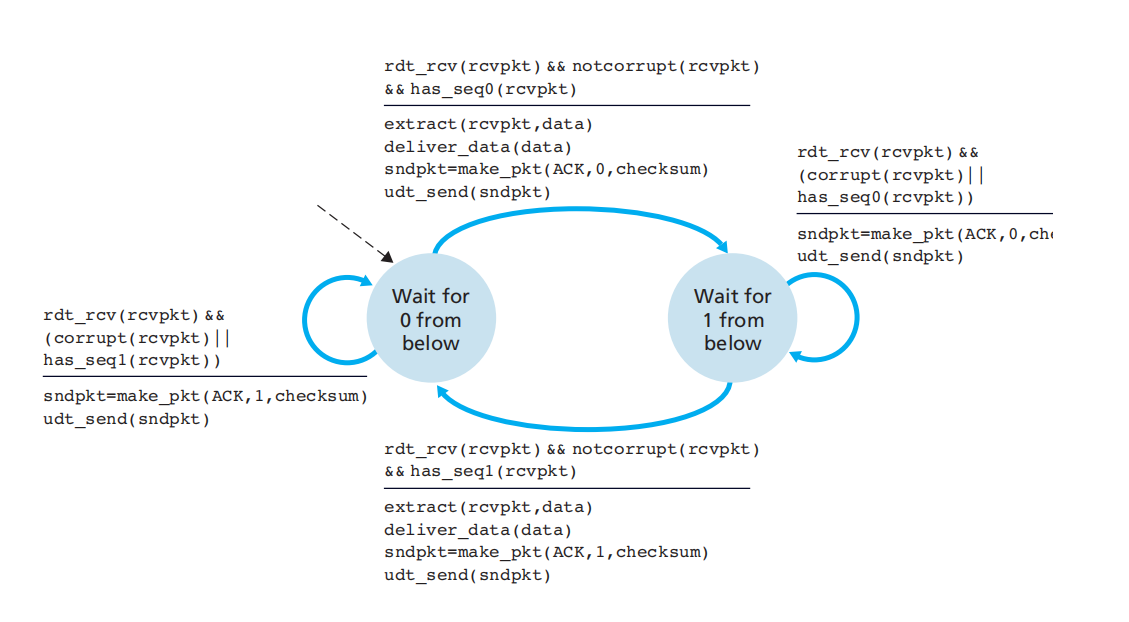 rdt_rcv(rcvpkt) && notcorrupt(rcvpkt)
&& has_seq0(rcvpkt)
extract(rcvpkt,data)
deliver_data(data)
sndpkt=make_pkt(ACK,0,checksum)
udt_send(sndpkt)
rdt_rcv(rcvpkt) &&
(corrupt(rcvpkt)||
has_seq0(rcvpkt))
sndpkt=make_pkt(ACK,0,che
udt_send(sndpkt)
Wait for
0 from
below
Wait for
1 from
below
rdt_rcv(rcvpkt) &&
(corrupt(rcvpkt)||
has_seq1(rcvpkt))
sndpkt=make_pkt(ACK,1,checksum)
udt_send(sndpkt)
rdt_rcv(rcvpkt) && notcorrupt(rcvpkt)
&& has_seq1(rcvpkt)
extract(rcvpkt,data)
deliver_data(data)
sndpkt=make_pkt(ACK,1,checksum)
udt_send(sndpkt)